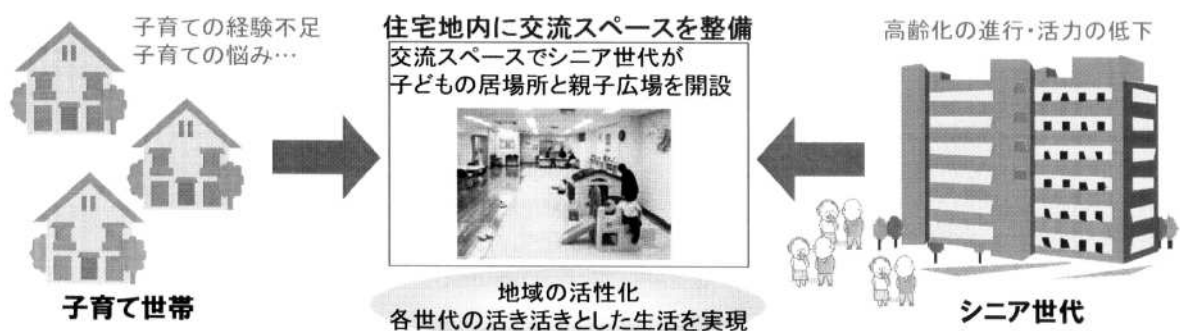 子育ての経験不足
子育ての悩み…
子育て世帯
住宅地内に交流スペースを整備
交流スペースでシニア世代が
子どもの居場所と親子広場を開設
地域の活性化
各世代の活き活きとした生活を実現
高齢化の進行・活力の低下
シニア世代